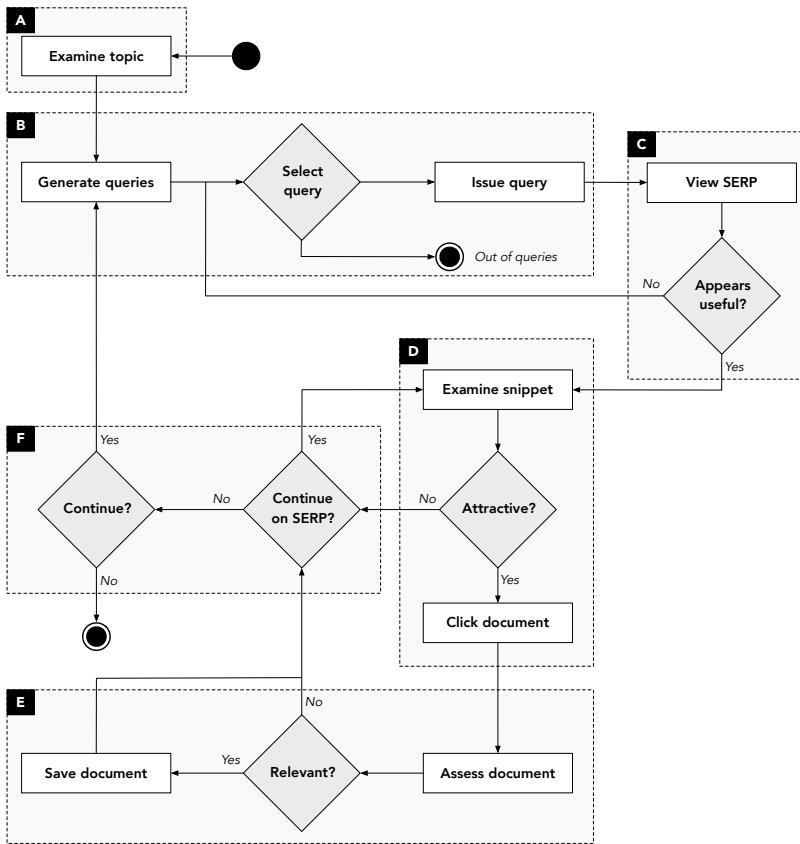 A
Examine topic
B
Generate queries
Select
query
Issue query
Out of queries
C
View SERP
Appears
useful?
No
Yes
D
Examine snippet
Attractive?
No
Yes
Click document
F
Yes
Continue?
No
No
Yes
Continue
on SERP?
E
No
Save document
Yes
Relevant?
Assess document